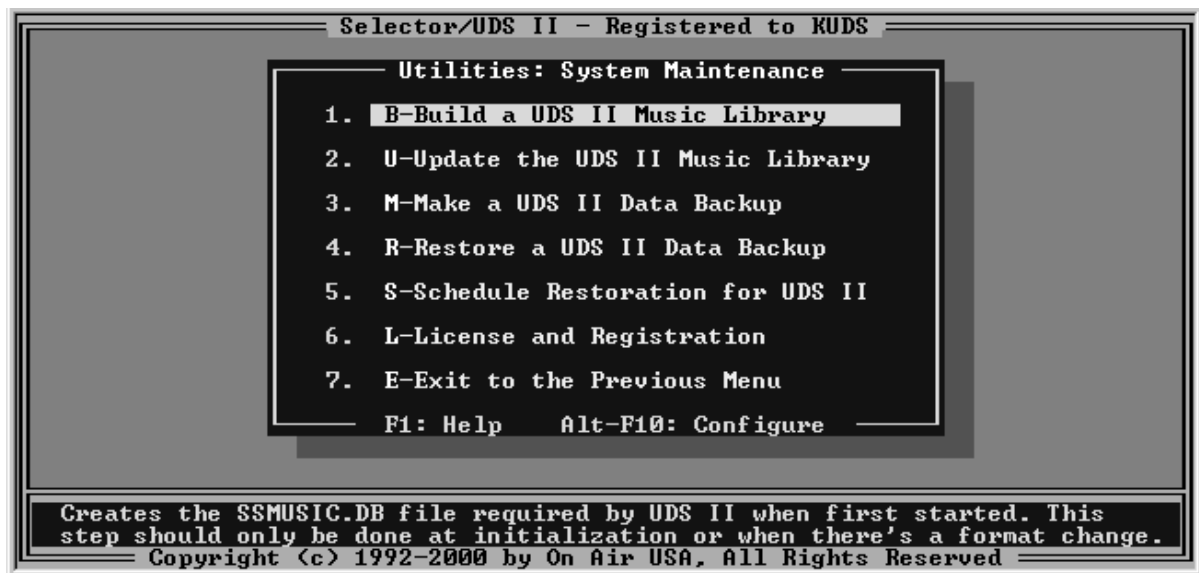 Selector/UDS II - Registered to KUDS
Utilities: System Maintenance
1. B-Build a UDS II Music Library
2. U-Update the UDS II Music Library
3. M-Make a UDS II Data Backup
4. R-Restore a UDS II Data Backup
5. S-Schedule Restoration for UDS II
6. L-License and Registration
7. E-Exit to the Previous Menu
F1: Help Alt-F10: Configure
Creates the SSMUSIC.DB file required by UDS II when first started. This
step should only be done at initialization or when there's a format change.
Copyright (c) 1992-2000 by On Air USA, All Rights Reserved